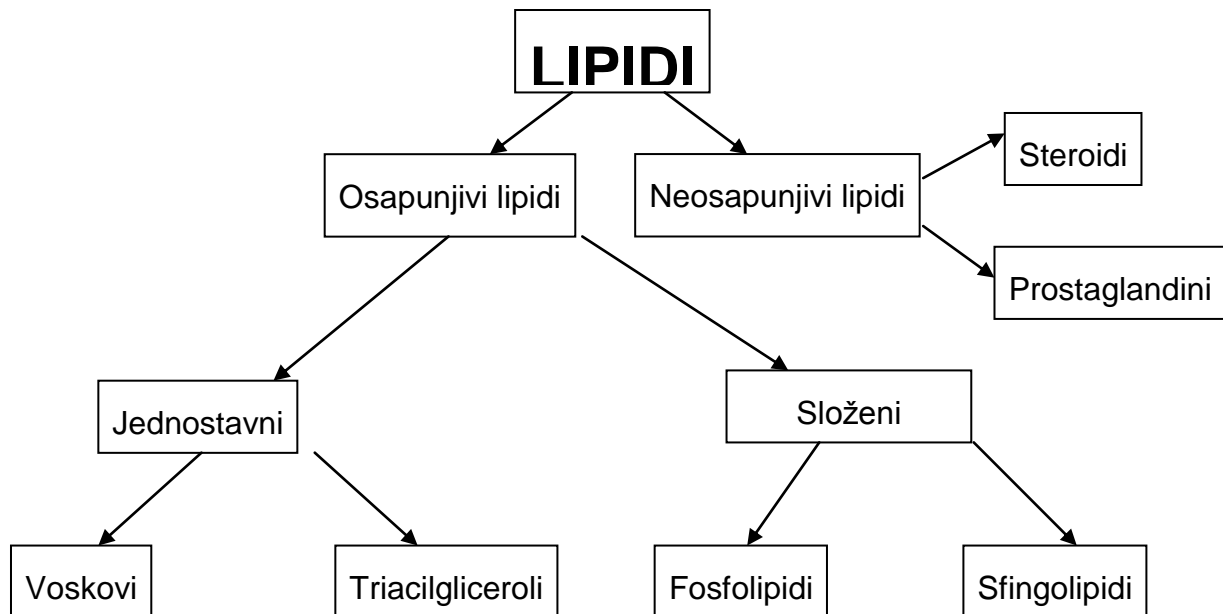 LIPIDI
Steroidi
Osapunjivi lipidi
Neosapunjivi lipidi
Prostaglandini
Jednostavni
Složeni
Voskovi
Triacilgliceroli
Fosfolipidi
Sfingolipidi